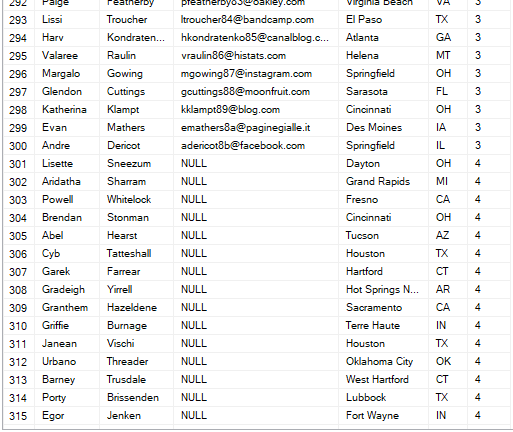 292 Paige Featherby pfeatherby83@oakley.com Virginia Beach VA 3
293 Lissi Troucher ltroucher84@bandcamp.com El Paso TX 3
294 Harv Kondraten... hkondratenko85@canalblog.c... Atlanta GA 3
295 Valaree Raulin vraulin86@histats.com Helena MT 3
296 Margalo Gowing mgowing87@instagram.com Springfield OH 3
297 Glendon Cuttings gcuttings88@moonfruit.com Sarasota FL 3
298 Katherina Klampt kklampt89@blog.com Cincinnati OH 3
299 Evan Mathers emathers8a@paginegialle.it Des Moines IA 3
300 Andre Dericot adericot8b@facebook.com Springfield IL 3
301 Lisette Sneezum NULL Dayton OH 4
302 Aridatha Sharram NULL Grand Rapids MI 4
303 Powell Whitelock NULL Fresno CA 4
304 Brendan Stonman NULL Cincinnati OH 4
305 Abel Hearst NULL Tucson AZ 4
306 Cyb Tatteshall NULL Houston TX 4
307 Garek Farrear NULL Hartford CT 4
308 Gradeigh Yirrell NULL Hot Springs N... AR 4
309 Granthem Hazeldene NULL Sacramento CA 4
310 Griffie Burnage NULL Terre Haute IN 4
311 Janean Vischi NULL Houston TX 4
312 Urbano Threader NULL Oklahoma City OK 4
313 Barney Trusdale NULL West Hartford CT 4
314 Porty Brissenden NULL Lubbock TX 4
315 Egor Jenken NULL Fort Wayne IN 4